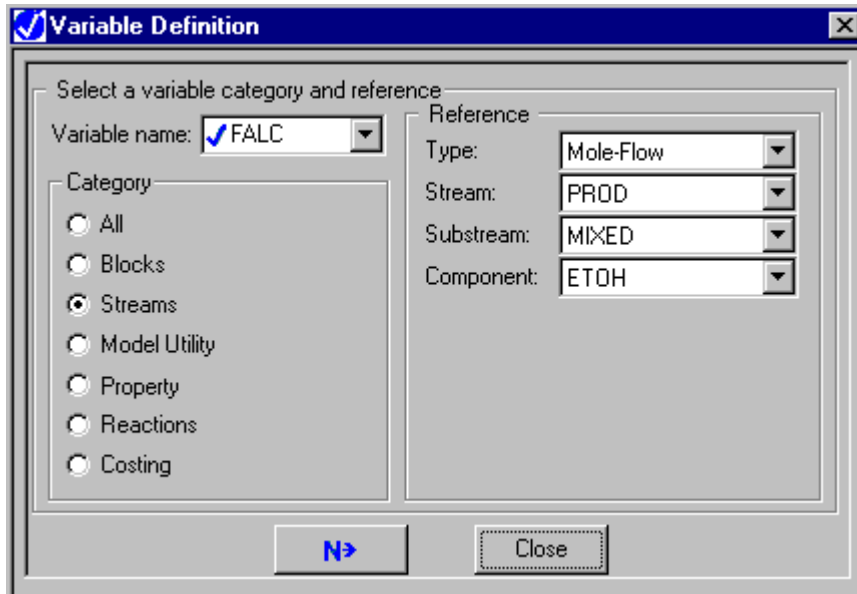 Variable Definition
Select a variable category and reference
Variable name: FALC
Category
All
Blocks
Streams
Model Utility
Property
Reactions
Costing
Reference
Type: Mole-Flow
Stream: PROD
Substream: MIXED
Component: ETOH
N
Close